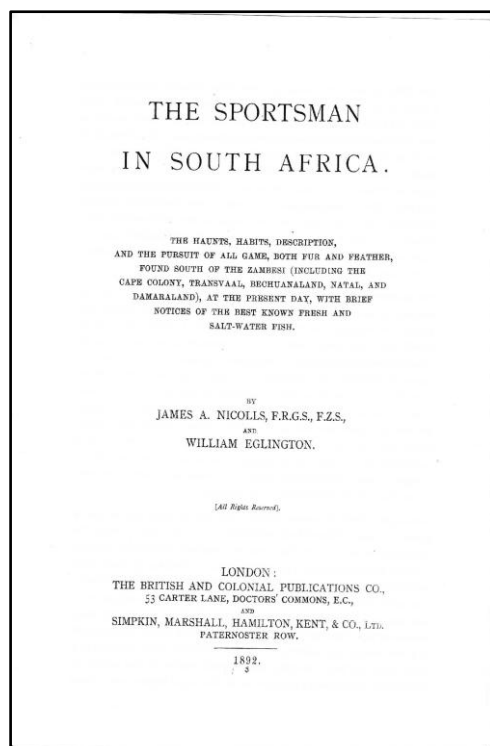 THE SPORTSMAN
IN SOUTH AFRICA.
THE HAUNTS, HABITS, DESCRIPTION,
AND THE PURSUIT OF ALL GAME, BOTH FUR AND FEATHER,
FOUND SOUTH OF THE ZAMBESI (INCLUDING THE
CAPE COLONY, TRANSVAAL, BECHUANALAND, NATAL, AND
DAMARALAND), AT THE PRESENT DAY, WITH BRIEF
NOTICES OF THE BEST KNOWN FRESH AND
SALT-WATER FISH.
BY
JAMES A. NICOLLS, F.R.G.S., F.Z.S.,
AND
WILLIAM EGLINGTON.
[All Rights Reserved].
LONDON:
THE BRITISH AND COLONIAL PUBLICATIONS CO.,
53 CARTER LANE, DOCTORS' COMMONS, E.C.,
AND
SIMPKIN, MARSHALL, HAMILTON, KENT, & CO., LTD.
PATERNOSTER ROW.
1892.